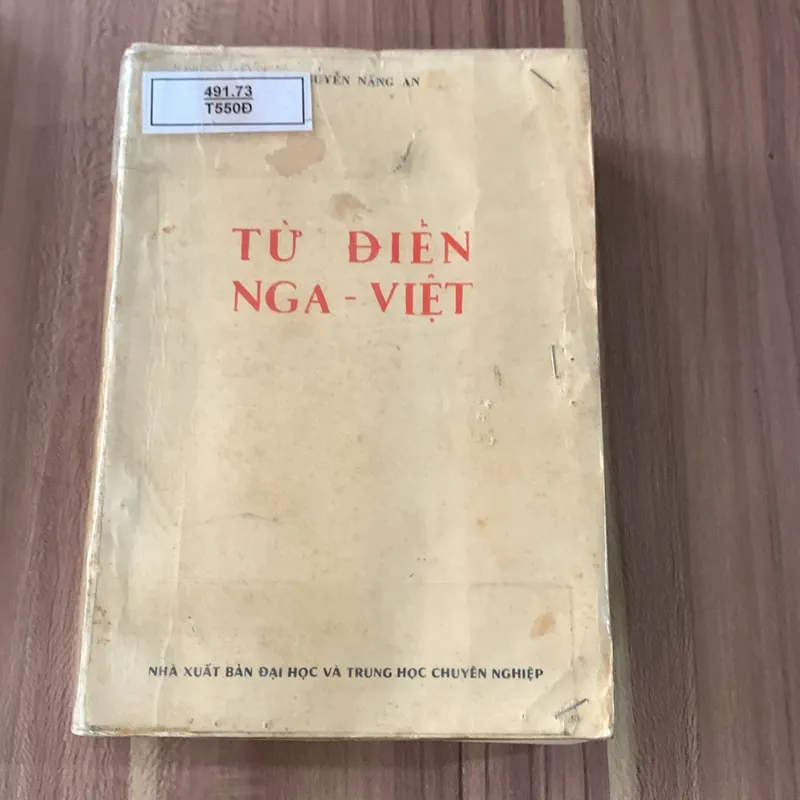 491.73
T550Đ
NĂNG AN
TỪ ĐIỂN
NGA - VIỆT
NHÀ XUẤT BẢN ĐẠI HỌC VÀ TRUNG HỌC CHUYÊN NGHIỆP